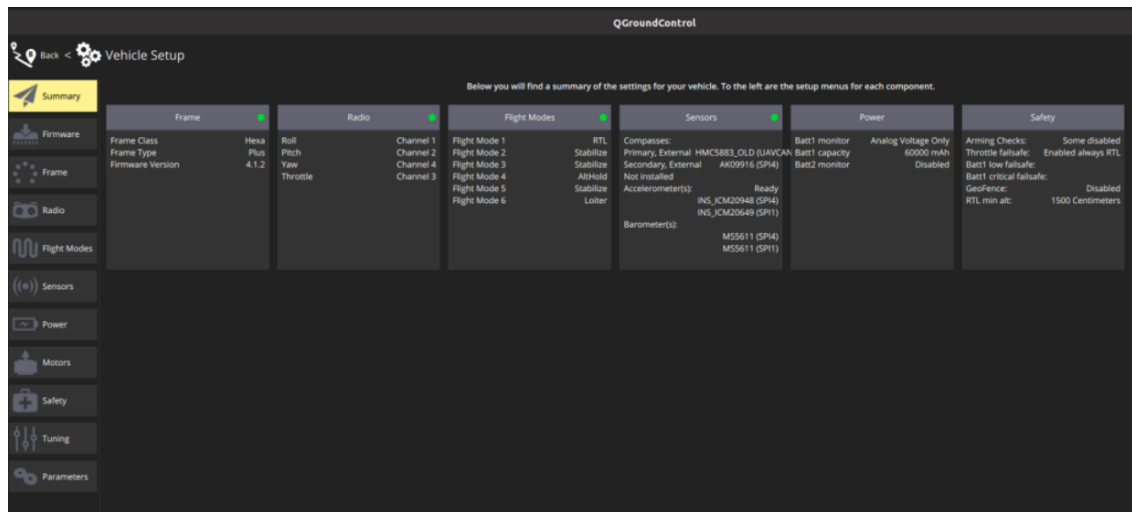 QGroundControl
Back < Vehicle Setup
Below you will find a summary of the settings for your vehicle. To the left are the setup menus for each component.
Summary
Firmware
Frame
Radio
Flight Modes
Sensors
Power
Motors
Safety
Tuning
Parameters
Frame
Frame Class Hexa
Frame Type Plus
Firmware Version 4.1.2
Radio
Roll Channel 1
Pitch Channel 2
Yaw Channel 4
Throttle Channel 3
Flight Modes
Flight Mode 1 RTL
Flight Mode 2 Stabilize
Flight Mode 3 Stabilize
Flight Mode 4 AltHold
Flight Mode 5 Stabilize
Flight Mode 6 Loiter
Sensors
Compasses:
Primary, External HMC5883_OLD (UAVCAN
Secondary, External AK09916 (SPI4)
Not installed
Accelerometer(s): Ready
INS_ICM20948 (SPI4)
INS_ICM20649 (SPI1)
Barometer(s):
MS5611 (SPI4)
MS5611 (SPI1)
Power
Batt1 monitor Analog Voltage Only
Batt1 capacity 60000 mAh
Batt2 monitor Disabled
Safety
Arming Checks: Some disabled
Throttle failsafe: Enabled always RTL
Batt1 low failsafe:
Batt1 critical failsafe:
GeoFence: Disabled
RTL min alt: 1500 Centimeters